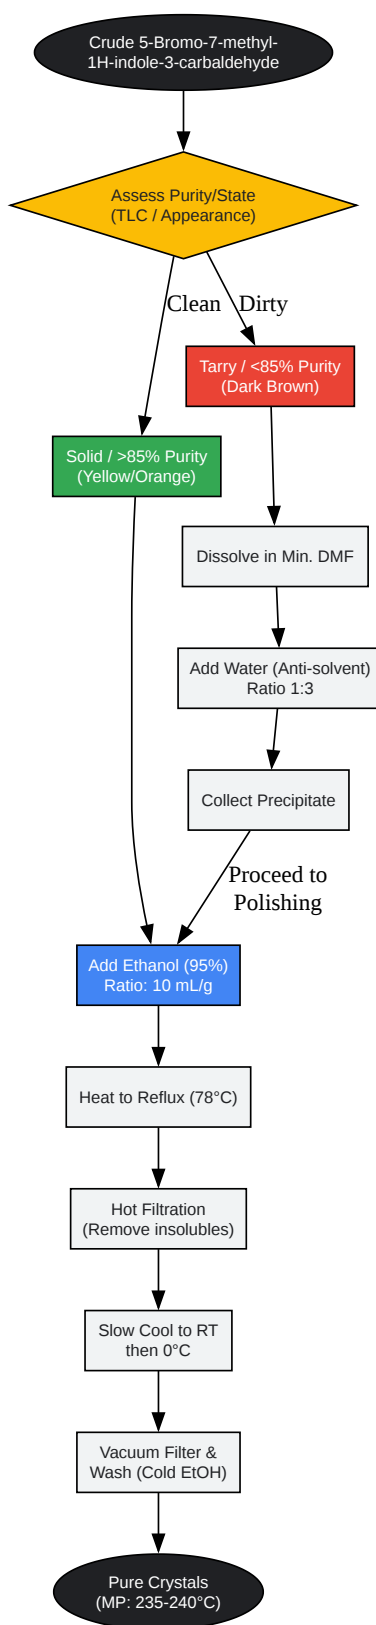 Crude 5-Bromo-7-methyl-
1H-indole-3-carbaldehyde
Assess Purity/State
(TLC / Appearance)
Clean
Dirty
Tarry / <85% Purity
(Dark Brown)
Solid / >85% Purity
(Yellow/Orange)
Dissolve in Min. DMF
Add Water (Anti-solvent)
Ratio 1:3
Collect Precipitate
Proceed to
Polishing
Add Ethanol (95%)
Ratio: 10 mL/g
Heat to Reflux (78°C)
Hot Filtration
(Remove insolubles)
Slow Cool to RT
then 0°C
Vacuum Filter &
Wash (Cold EtOH)
Pure Crystals
(MP: 235-240°C)